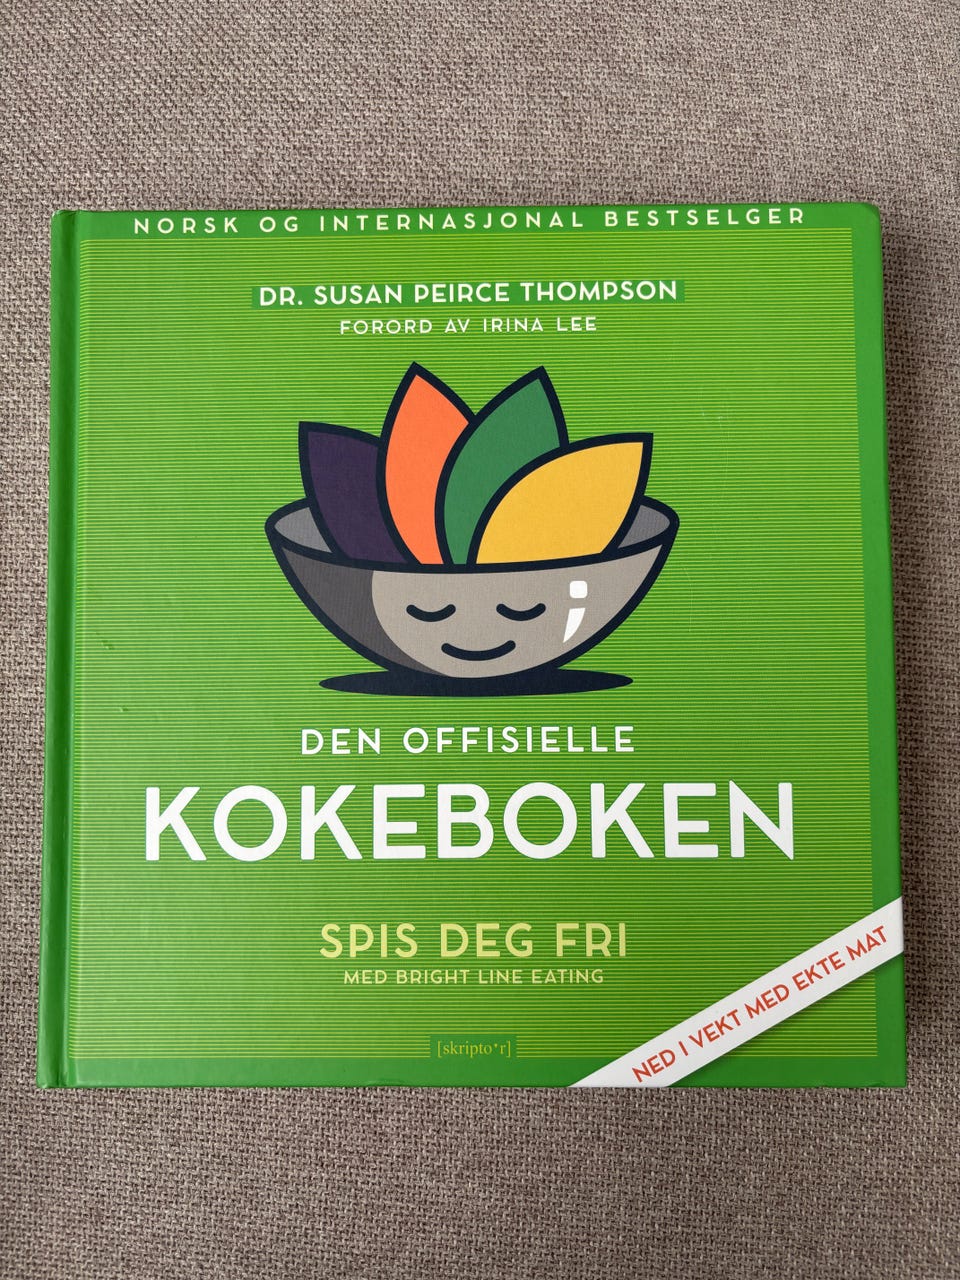 NORSK OG INTERNASJONAL BESTSELGER
DR. SUSAN PEIRCE THOMPSON
FORORD AV IRINA LEE
DEN OFFISIELLE
KOKEBOKEN
SPIS DEG FRI
MED BRIGHT LINE EATING
NED I VEKT MED EKTE MAT
[skripto*r]